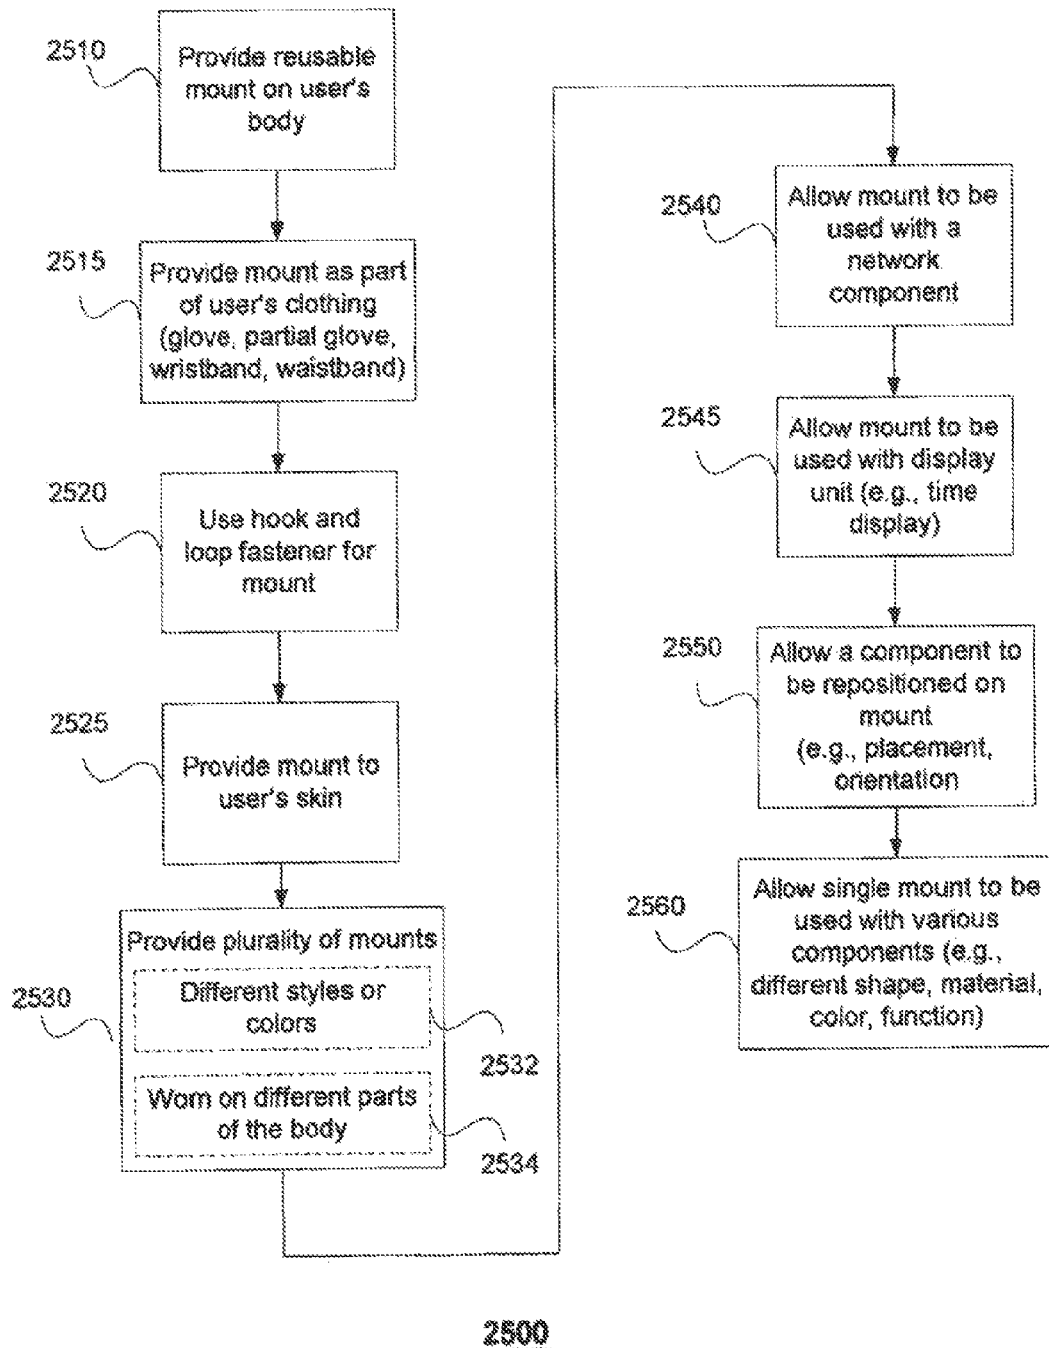 2510
Provide reusable
mount on user's
body
2515
Provide mount as part
of user's clothing
(glove, partial glove,
wristband, waistband)
2520
Use hook and
loop fastener for
mount
2525
Provide mount to
user's skin
2530
Provide plurality of mounts
Different styles or
colors
2532
Worn on different parts
of the body
2534
2540
Allow mount to be
used with a
network
component
2545
Allow mount to be
used with display
unit (e.g., time
display)
2550
Allow a component to
be repositioned on
mount
(e.g., placement,
orientation
2560
Allow single mount to be
used with various
components (e.g.,
different shape, material,
color, function)
2500